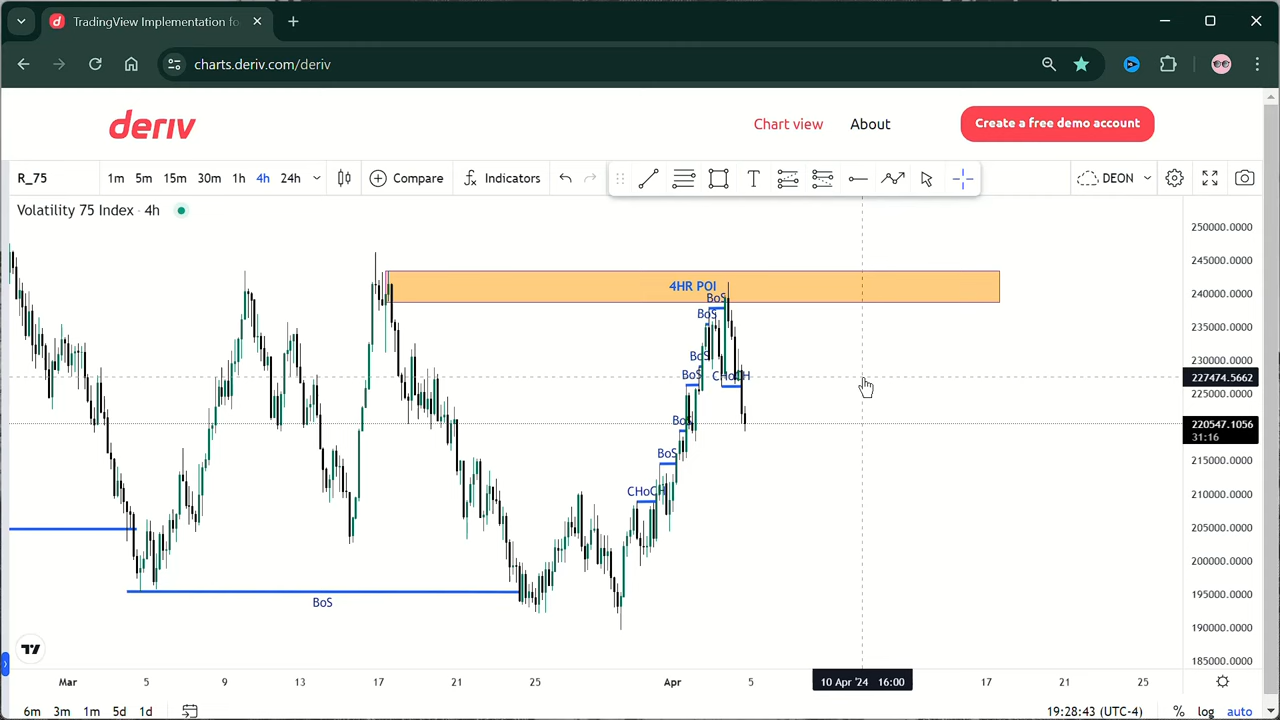 TradingView Implementation fo
charts.deriv.com/deriv
deriv
Chart view
About
Create a free demo account
R_75
1m 5m 15m 30m 1h 4h 24h
Compare
Indicators
DEON
Volatility 75 Index · 4h
250000.0000
245000.0000
240000.0000
235000.0000
230000.0000
227474.5662
225000.0000
220547.1056
31:16
215000.0000
210000.0000
205000.0000
200000.0000
195000.0000
190000.0000
185000.0000
4HR POI
BoS
BoS
BoS
BoS
CHoCH
BoS
BoS
CHoCH
BoS
Mar 5 9 13 17 21 25 Apr 5 10 Apr '24 16:00 17 21 25
6m 3m 1m 5d 1d
19:28:43 (UTC-4) % log auto